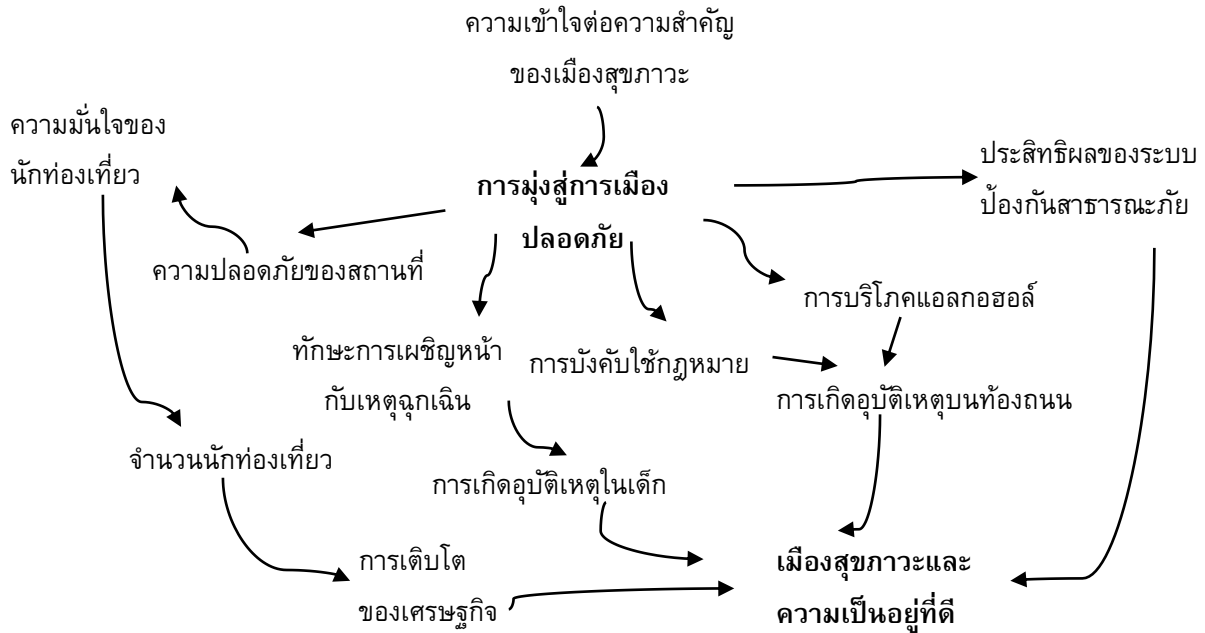 ความเข้าใจต่อความสำคัญ
ของเมืองสุขภาวะ
ความมั่นใจของ
นักท่องเที่ยว
การมุ่งสู่การเมือง
ปลอดภัย
ประสิทธิผลของระบบ
ป้องกันสาธารณะภัย
ความปลอดภัยของสถานที่
การบริโภคแอลกอฮอล์
ทักษะการเผชิญหน้า
กับเหตุฉุกเฉิน
การบังคับใช้กฎหมาย
การเกิดอุบัติเหตุบนท้องถนน
จำนวนนักท่องเที่ยว
การเกิดอุบัติเหตุในเด็ก
การเติบโต
ของเศรษฐกิจ
เมืองสุขภาวะและ
ความเป็นอยู่ที่ดี